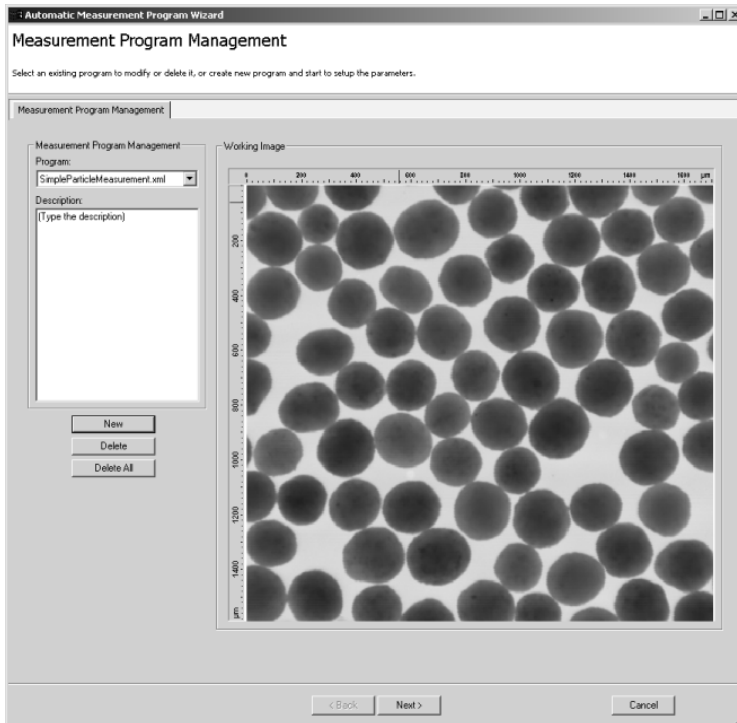 Automatic Measurement Program Wizard
Measurement Program Management
Select an existing program to modify or delete it, or create new program and start to setup the parameters.
Measurement Program Management
Measurement Program Management
Program:
SimpleParticleMeasurement.xml
Description:
(Type the description)
New
Delete
Delete All
Working Image
0 200 400 600 800 1000 1200 1400 1600 µm
200
400
600
800
1000
1200
1400
µm
< Back
Next >
Cancel